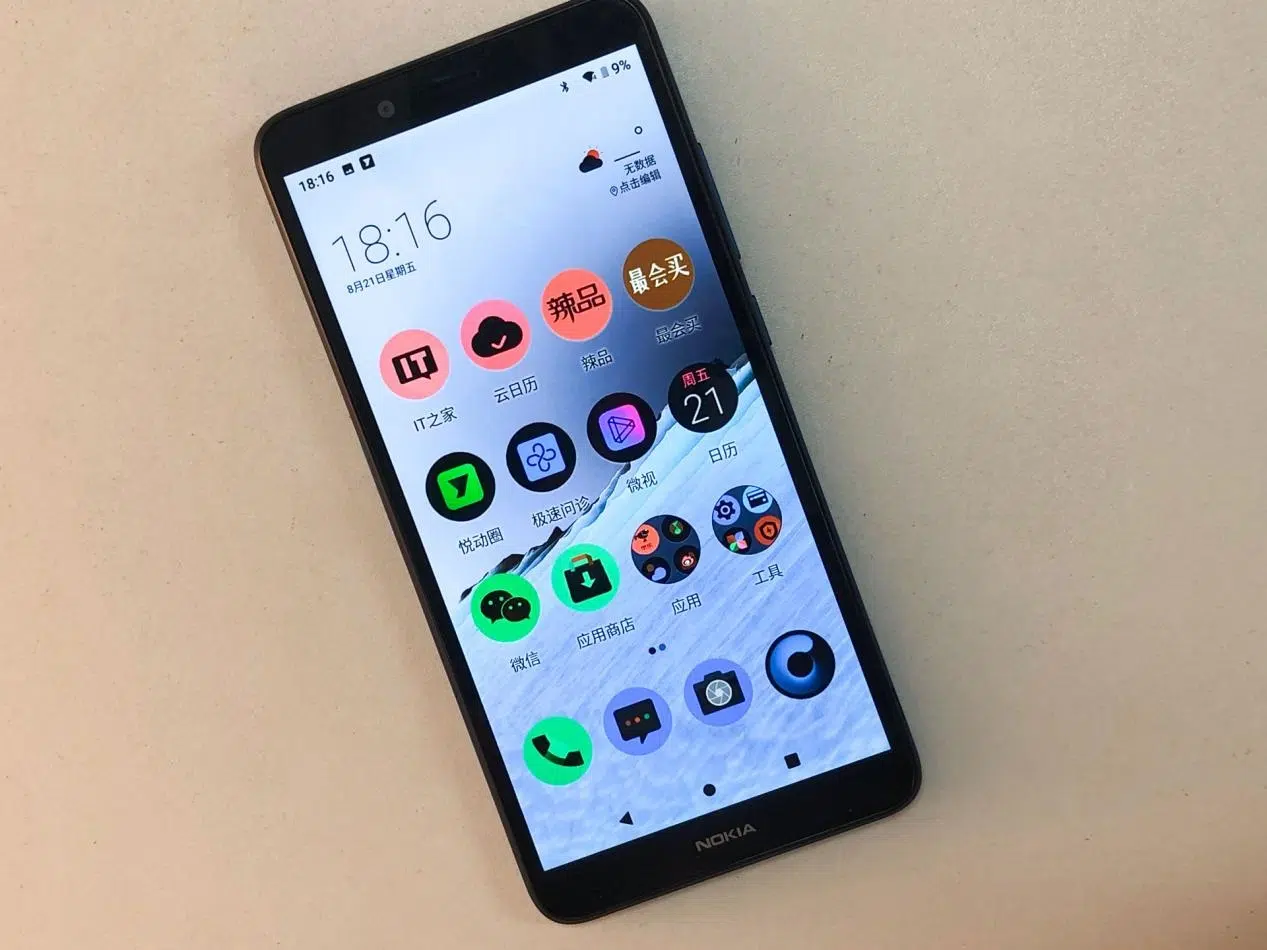 18:16
9%
18:16
8月21日星期五
无数据
点击编辑
IT
辣品
最会买
IT之家
云日历
辣品
最会买
周五
21
悦动圈
极速问诊
微视
日历
微信
应用商店
应用
工具
NOKIA